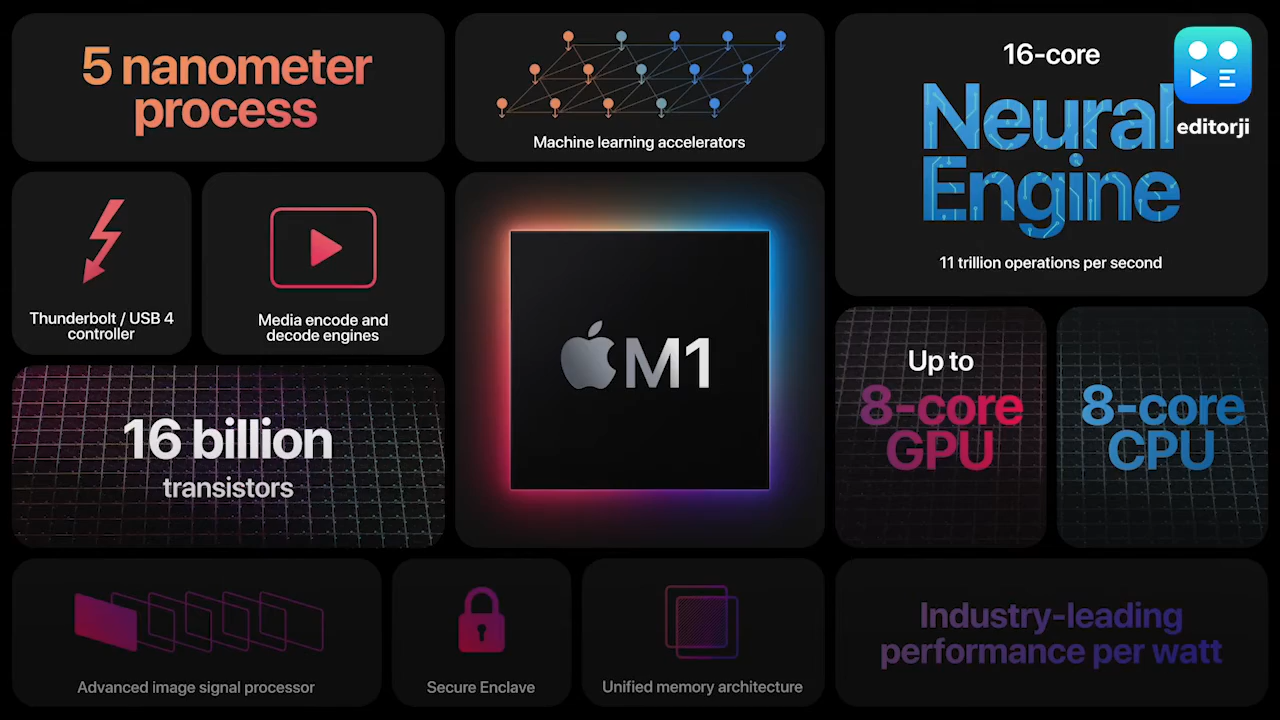 5 nanometer
process
Machine learning accelerators
16-core
Neural
Engine
11 trillion operations per second
editorji
Thunderbolt / USB 4
controller
Media encode and
decode engines
M1
Up to
8-core
GPU
8-core
CPU
16 billion
transistors
Advanced image signal processor
Secure Enclave
Unified memory architecture
Industry-leading
performance per watt